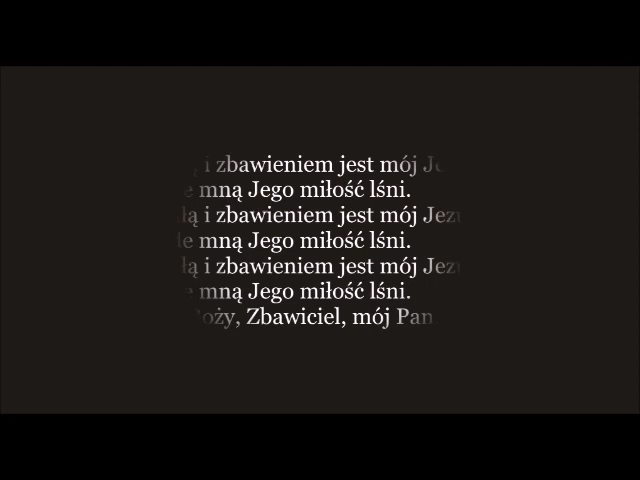 i zbawieniem jest mój
mną Jego miłość lśni.
i zbawieniem jest mój
mną Jego miłość lśni.
i zbawieniem jest mój
mną Jego miłość lśni.
Zbawiciel, mój Pan.